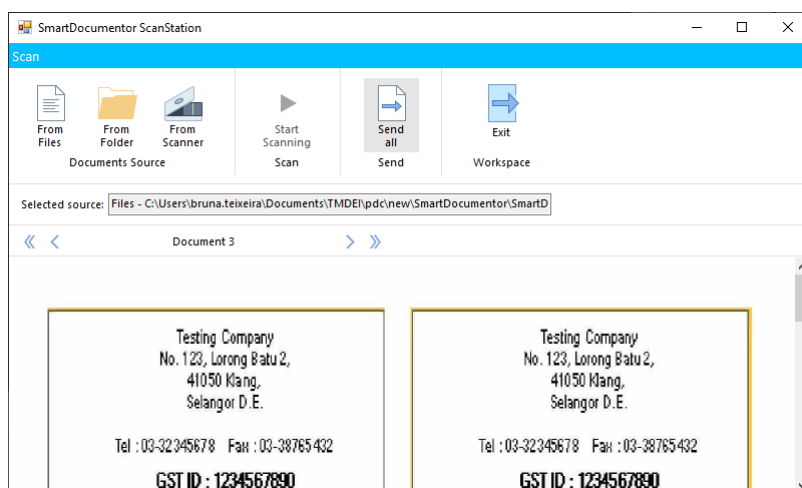 SmartDocumentor ScanStation
Scan
From Files
From Folder
From Scanner
Start Scanning
Send all
Exit
Documents Source
Scan
Send
Workspace
Selected source: Files - C:\Users\bruna.teixeira\Documents\TMDEI\pdc\new\SmartDocumentor\SmartD
Document 3
Testing Company
No. 123, Lorong Batu 2,
41050 Klang,
Selangor D.E.
Tel : 03-32345678 Fax : 03-38765432
GST ID : 1234567890
Testing Company
No. 123, Lorong Batu 2,
41050 Klang,
Selangor D.E.
Tel : 03-32345678 Fax : 03-38765432
GST ID : 1234567890